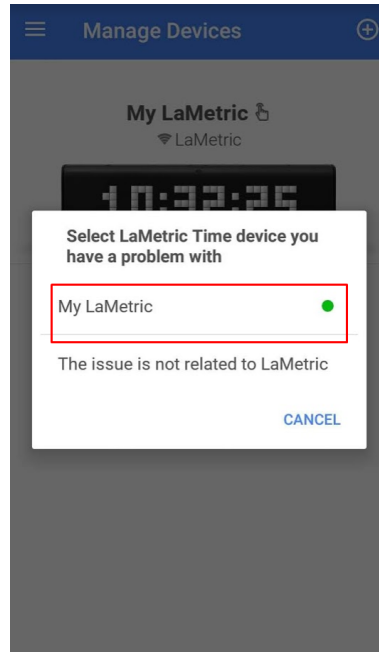 Manage Devices
My LaMetric
LaMetric
10:32:25
Select LaMetric Time device you
have a problem with
My LaMetric
The issue is not related to LaMetric
CANCEL